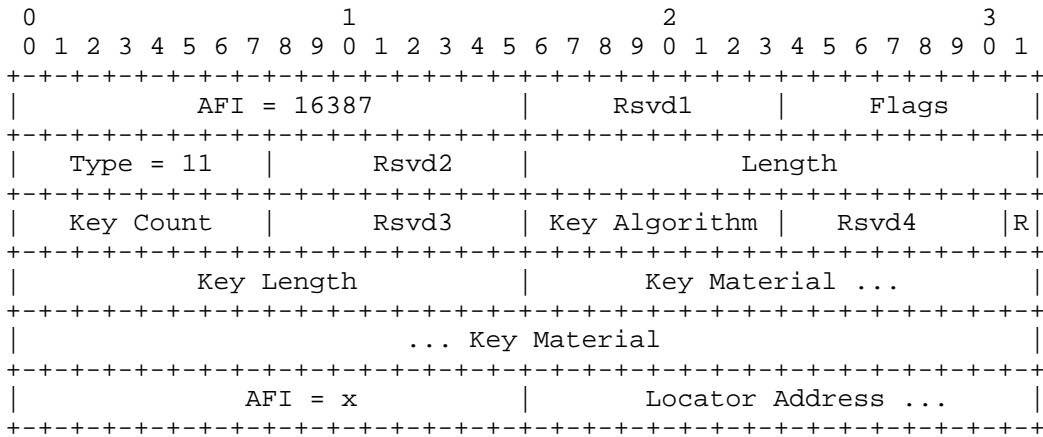 0                   1                   2                   3
0 1 2 3 4 5 6 7 8 9 0 1 2 3 4 5 6 7 8 9 0 1 2 3 4 5 6 7 8 9 0 1
+-+-+-+-+-+-+-+-+-+-+-+-+-+-+-+-+-+-+-+-+-+-+-+-+-+-+-+-+-+-+-+-+
|           AFI = 16387           |     Rsvd1     |     Flags     |
+-+-+-+-+-+-+-+-+-+-+-+-+-+-+-+-+-+-+-+-+-+-+-+-+-+-+-+-+-+-+-+-+
|   Type = 11   |      Rsvd2      |             Length            |
+-+-+-+-+-+-+-+-+-+-+-+-+-+-+-+-+-+-+-+-+-+-+-+-+-+-+-+-+-+-+-+-+
|   Key Count   |      Rsvd3      | Key Algorithm |   Rsvd4     |R|
+-+-+-+-+-+-+-+-+-+-+-+-+-+-+-+-+-+-+-+-+-+-+-+-+-+-+-+-+-+-+-+-+
|           Key Length            |       Key Material ...        |
+-+-+-+-+-+-+-+-+-+-+-+-+-+-+-+-+-+-+-+-+-+-+-+-+-+-+-+-+-+-+-+-+
|                        ... Key Material                         |
+-+-+-+-+-+-+-+-+-+-+-+-+-+-+-+-+-+-+-+-+-+-+-+-+-+-+-+-+-+-+-+-+
|              AFI = x            |       Locator Address ...     |
+-+-+-+-+-+-+-+-+-+-+-+-+-+-+-+-+-+-+-+-+-+-+-+-+-+-+-+-+-+-+-+-+